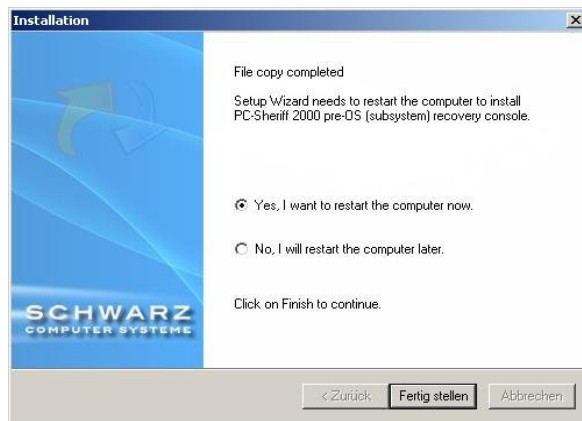 Installation
File copy completed
Setup Wizard needs to restart the computer to install
PC-Sheriff 2000 pre-OS (subsystem) recovery console.
Yes, I want to restart the computer now.
No, I will restart the computer later.
Click on Finish to continue.
SCHWARZ
COMPUTER SYSTEME
< Zurück
Fertig stellen
Abbrechen